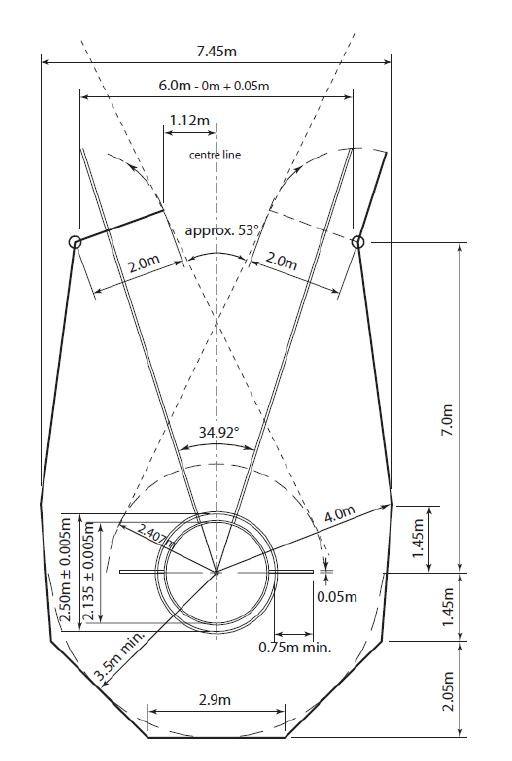 7.45m
6.0m - 0m + 0.05m
1.12m
centre line
approx. 53°
2.0m
2.0m
7.0m
34.92°
4.0m
2.407m
1.45m
2.50m ± 0.005m
2.135 ± 0.005m
0.05m
1.45m
0.75m min.
3.5m min.
2.9m
2.05m